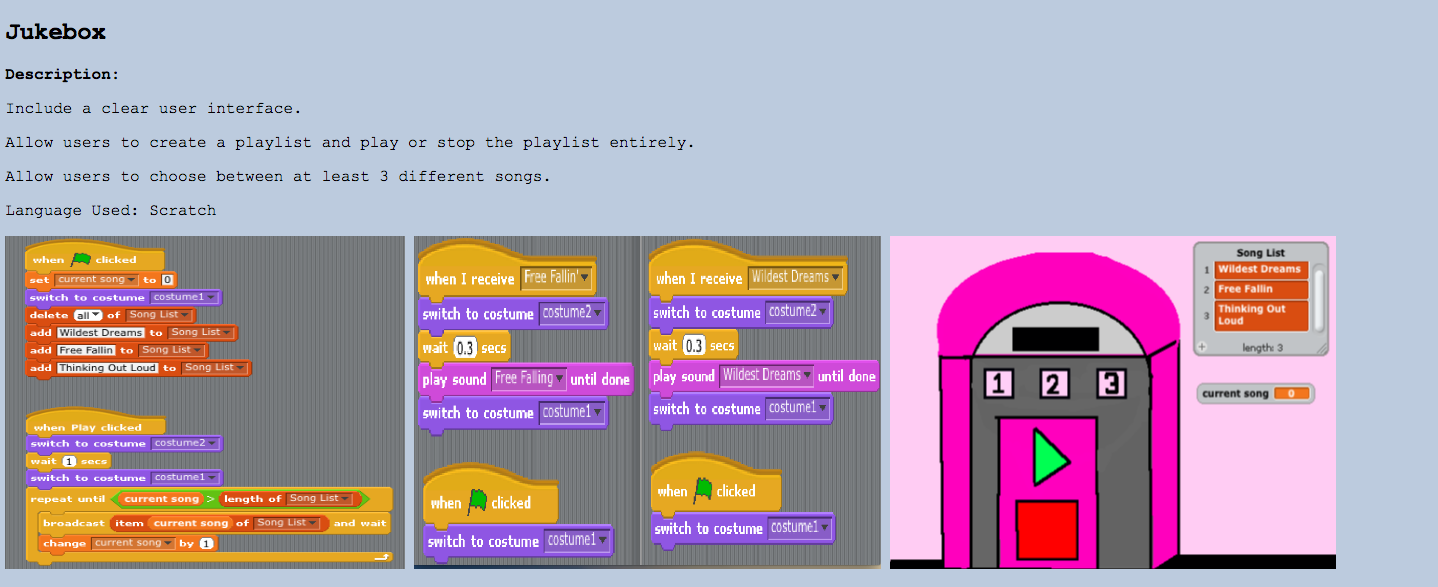 Jukebox
Description:
Include a clear user interface.
Allow users to create a playlist and play or stop the playlist entirely.
Allow users to choose between at least 3 different songs.
Language Used: Scratch
when clicked
set current song to 0
switch to costume costume1
delete all of Song List
add Wildest Dreams to Song List
add Free Fallin to Song List
add Thinking Out Loud to Song List
when Play clicked
switch to costume costume2
wait 1 secs
switch to costume costume1
repeat until current song > length of Song List
broadcast item current song of Song List and wait
change current song by 1
when I receive Free Fallin'
switch to costume costume2
wait 0.3 secs
play sound Free Falling until done
switch to costume costume1
when clicked
switch to costume costume1
when I receive Wildest Dreams
switch to costume costume2
wait 0.3 secs
play sound Wildest Dreams until done
switch to costume costume1
when clicked
switch to costume costume1
1 2 3
Song List
1 Wildest Dreams
2 Free Fallin
3 Thinking Out
Loud
+ length: 3
current song 0